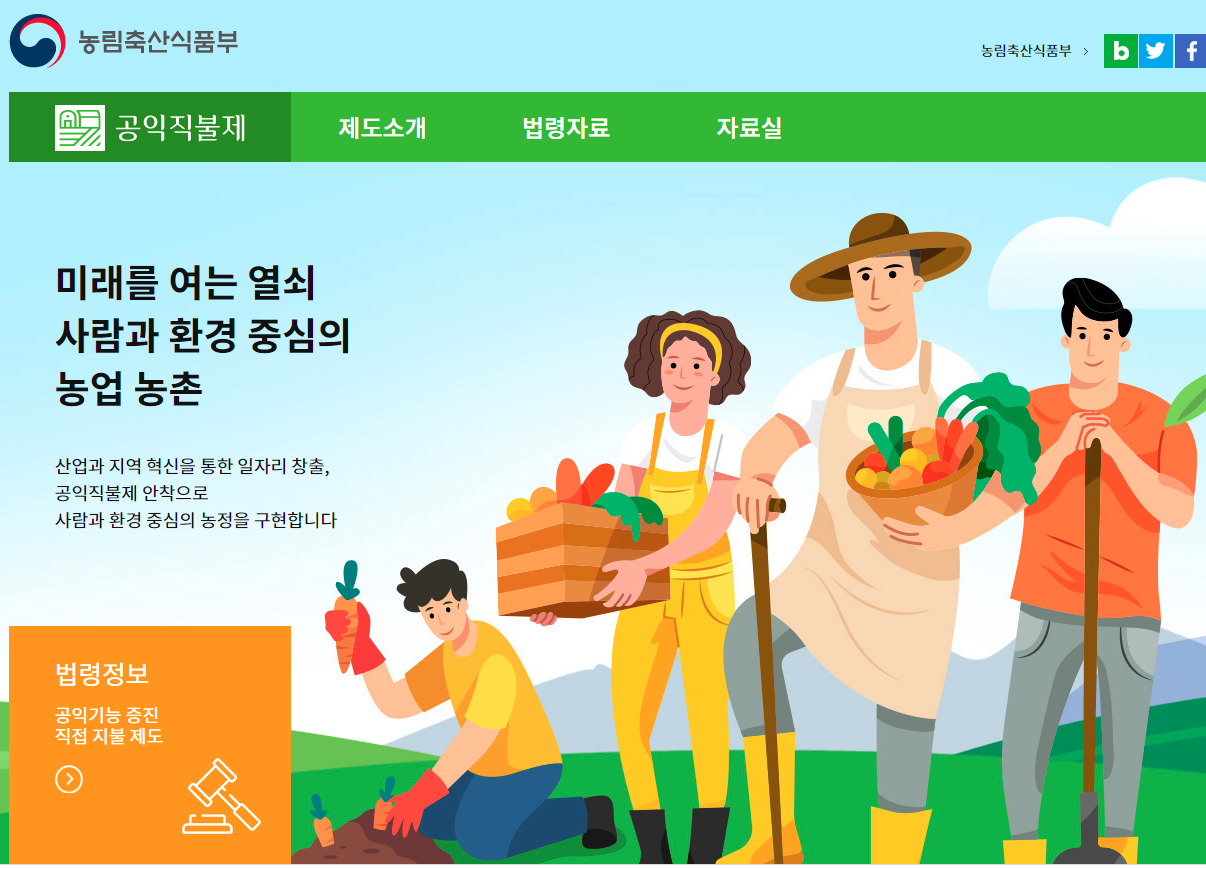 농림축산식품부
농림축산식품부
공익직불제
제도소개
법령자료
자료실
미래를 여는 열쇠
사람과 환경 중심의
농업 농촌
산업과 지역 혁신을 통한 일자리 창출,
공익직불제 안착으로
사람과 환경 중심의 농정을 구현합니다
법령정보
공익기능 증진
직접 지불 제도